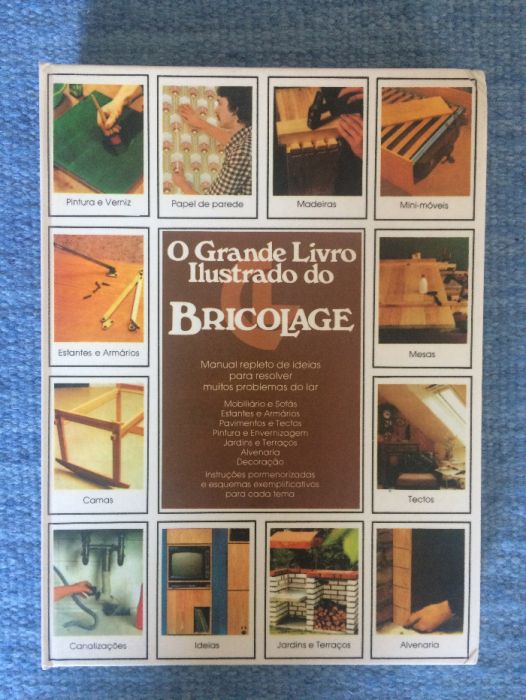 Pintura e Verniz
Papel de parede
Madeiras
Mini-móveis
O Grande Livro
Ilustrado do
BRICOLAGE
Manual repleto de ideias
para resolver
muitos problemas do lar
Mobiliário e Sofás
Estantes e Armários
Pavimentos e Tectos
Pintura e Envernizagem
Jardins e Terraços
Alvenaria
Decoração
Instruções pormenorizadas
e esquemas exemplificativos
para cada tema
Estantes e Armários
Mesas
Camas
Tectos
Canalizações
Ideias
Jardins e Terraços
Alvenaria